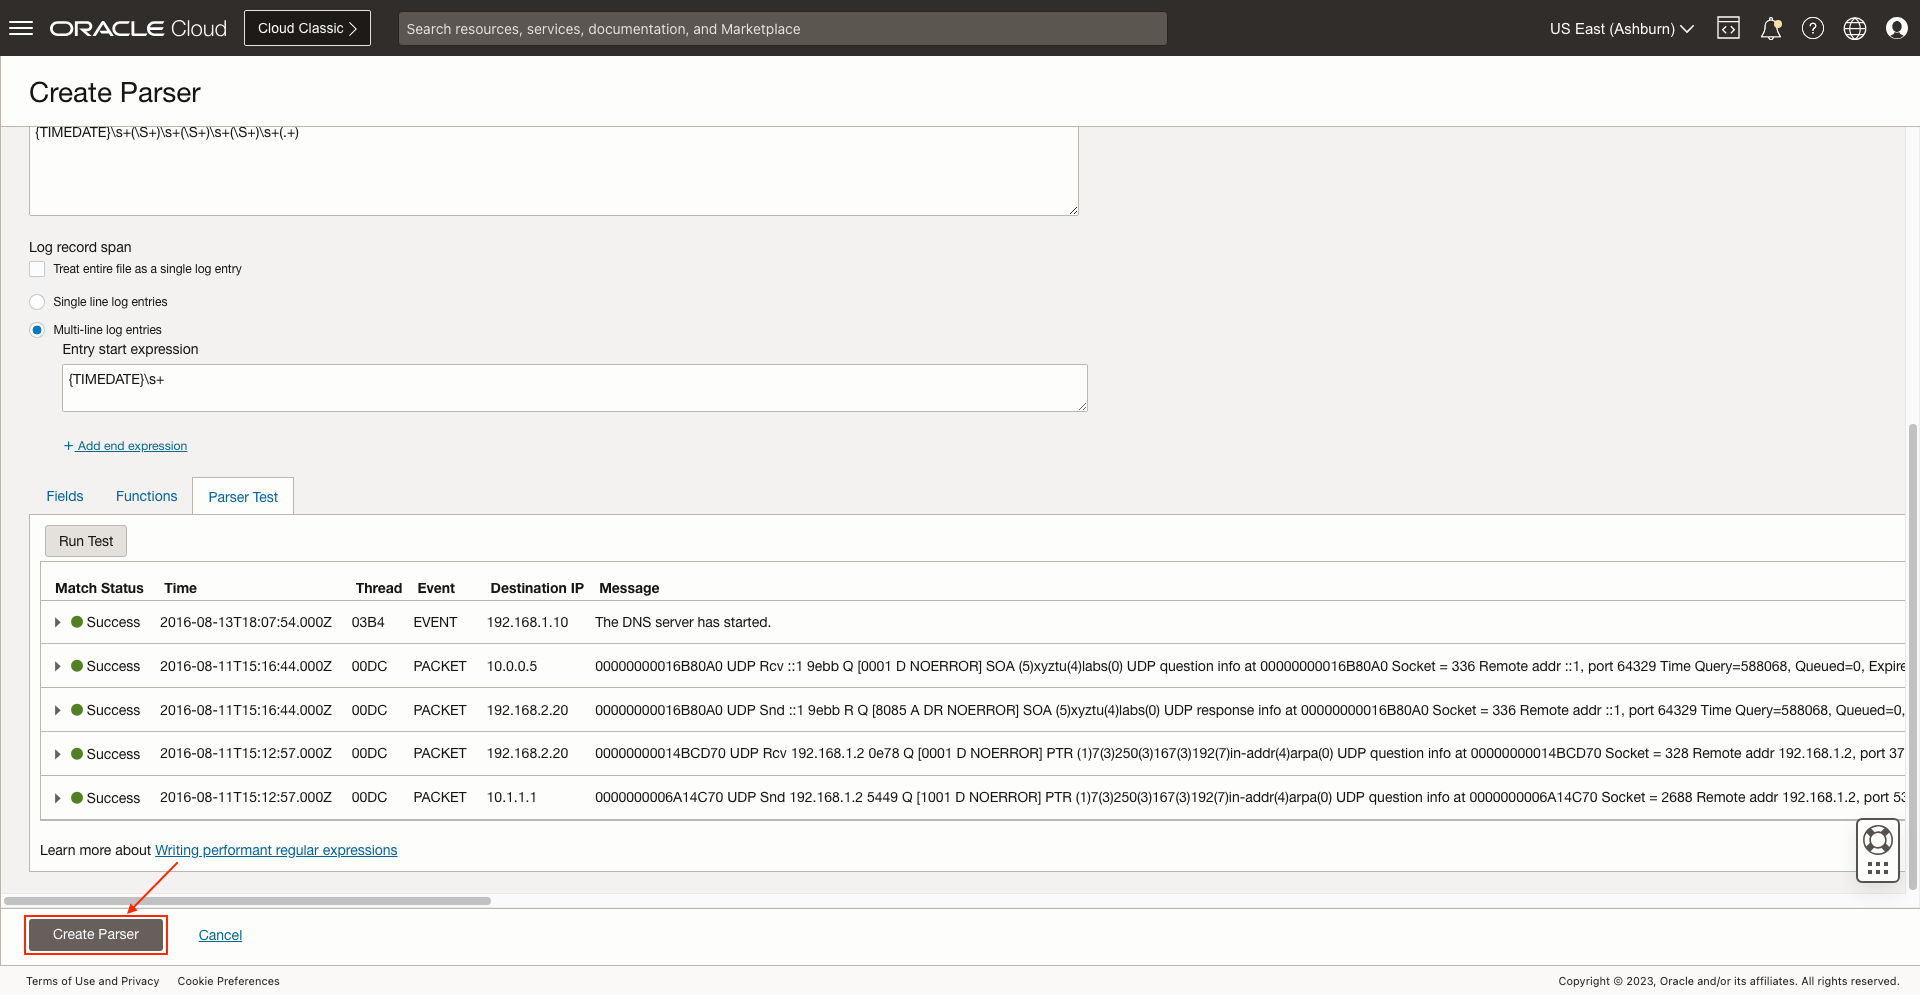 ORACLE Cloud
Cloud Classic
Search resources, services, documentation, and Marketplace
US East (Ashburn)
Create Parser
{TIMEDATE}\s+(\S+)\s+(\S+)\s+(\S+)\s+(.+)
Log record span
Treat entire file as a single log entry
Single line log entries
Multi-line log entries
Entry start expression
{TIMEDATE}\s+
+ Add end expression
Fields Functions Parser Test
Run Test
Match Status Time Thread Event Destination IP Message
Success 2016-08-13T18:07:54.000Z 03B4 EVENT 192.168.1.10 The DNS server has started.
Success 2016-08-11T15:16:44.000Z 00DC PACKET 10.0.0.5 00000000016B80A0 UDP Rcv ::1 9ebb Q [0001 D NOERROR] SOA (5)xyztu(4)labs(0) UDP question info at 00000000016B80A0 Socket = 336 Remote addr ::1, port 64329 Time Query=588068, Queued=0, Expire
Success 2016-08-11T15:16:44.000Z 00DC PACKET 192.168.2.20 00000000016B80A0 UDP Snd ::1 9ebb R Q [8085 A DR NOERROR] SOA (5)xyztu(4)labs(0) UDP response info at 00000000016B80A0 Socket = 336 Remote addr ::1, port 64329 Time Query=588068, Queued=0,
Success 2016-08-11T15:12:57.000Z 00DC PACKET 192.168.2.20 00000000014BCD70 UDP Rcv 192.168.1.2 0e78 Q [0001 D NOERROR] PTR (1)7(3)250(3)167(3)192(7)in-addr(4)arpa(0) UDP question info at 00000000014BCD70 Socket = 328 Remote addr 192.168.1.2, port 37
Success 2016-08-11T15:12:57.000Z 00DC PACKET 10.1.1.1 0000000006A14C70 UDP Snd 192.168.1.2 5449 Q [1001 D NOERROR] PTR (1)7(3)250(3)167(3)192(7)in-addr(4)arpa(0) UDP question info at 0000000006A14C70 Socket = 2688 Remote addr 192.168.1.2, port 53
Learn more about Writing performant regular expressions
Create Parser Cancel
Terms of Use and Privacy Cookie Preferences Copyright © 2023, Oracle and/or its affiliates. All rights reserved.